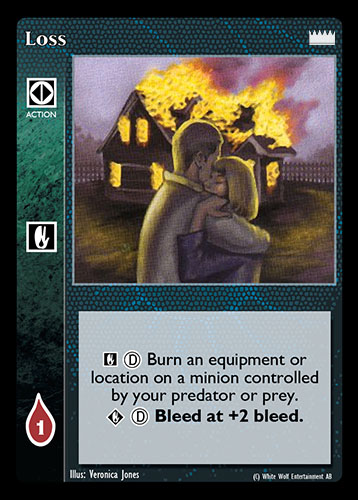 Loss
ACTION
Ⓓ Burn an equipment or
location on a minion controlled
by your predator or prey.
Ⓓ Bleed at +2 bleed.
1
Illus: Veronica Jones
(C) White Wolf Entertainment AB